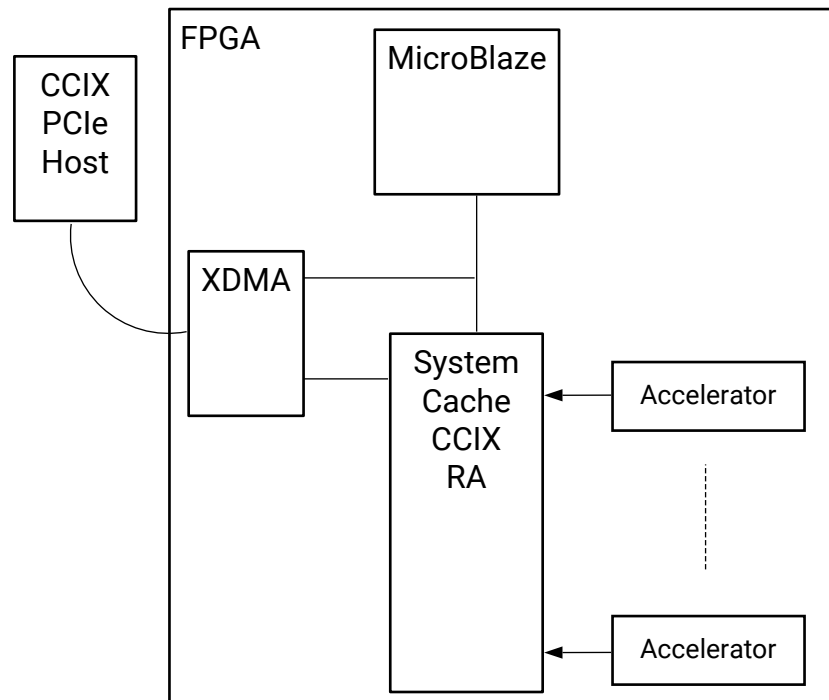 FPGA
MicroBlaze
CCIX
PCIe
Host
XDMA
System
Cache
CCIX
RA
Accelerator
Accelerator